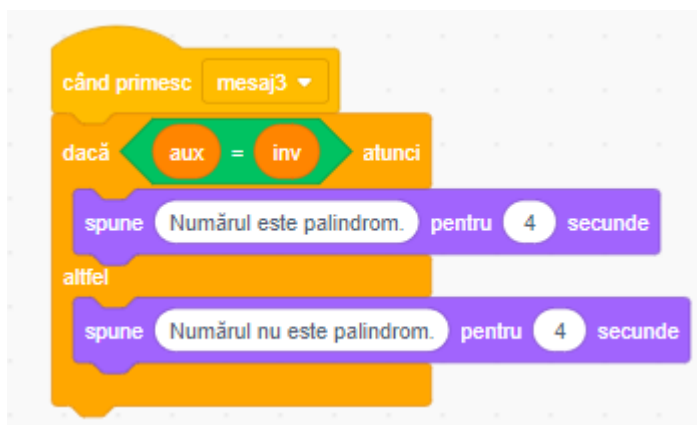 când primesc mesaj3
dacă aux = inv atunci
spune Numărul este palindrom. pentru 4 secunde
altfel
spune Numărul nu este palindrom. pentru 4 secunde